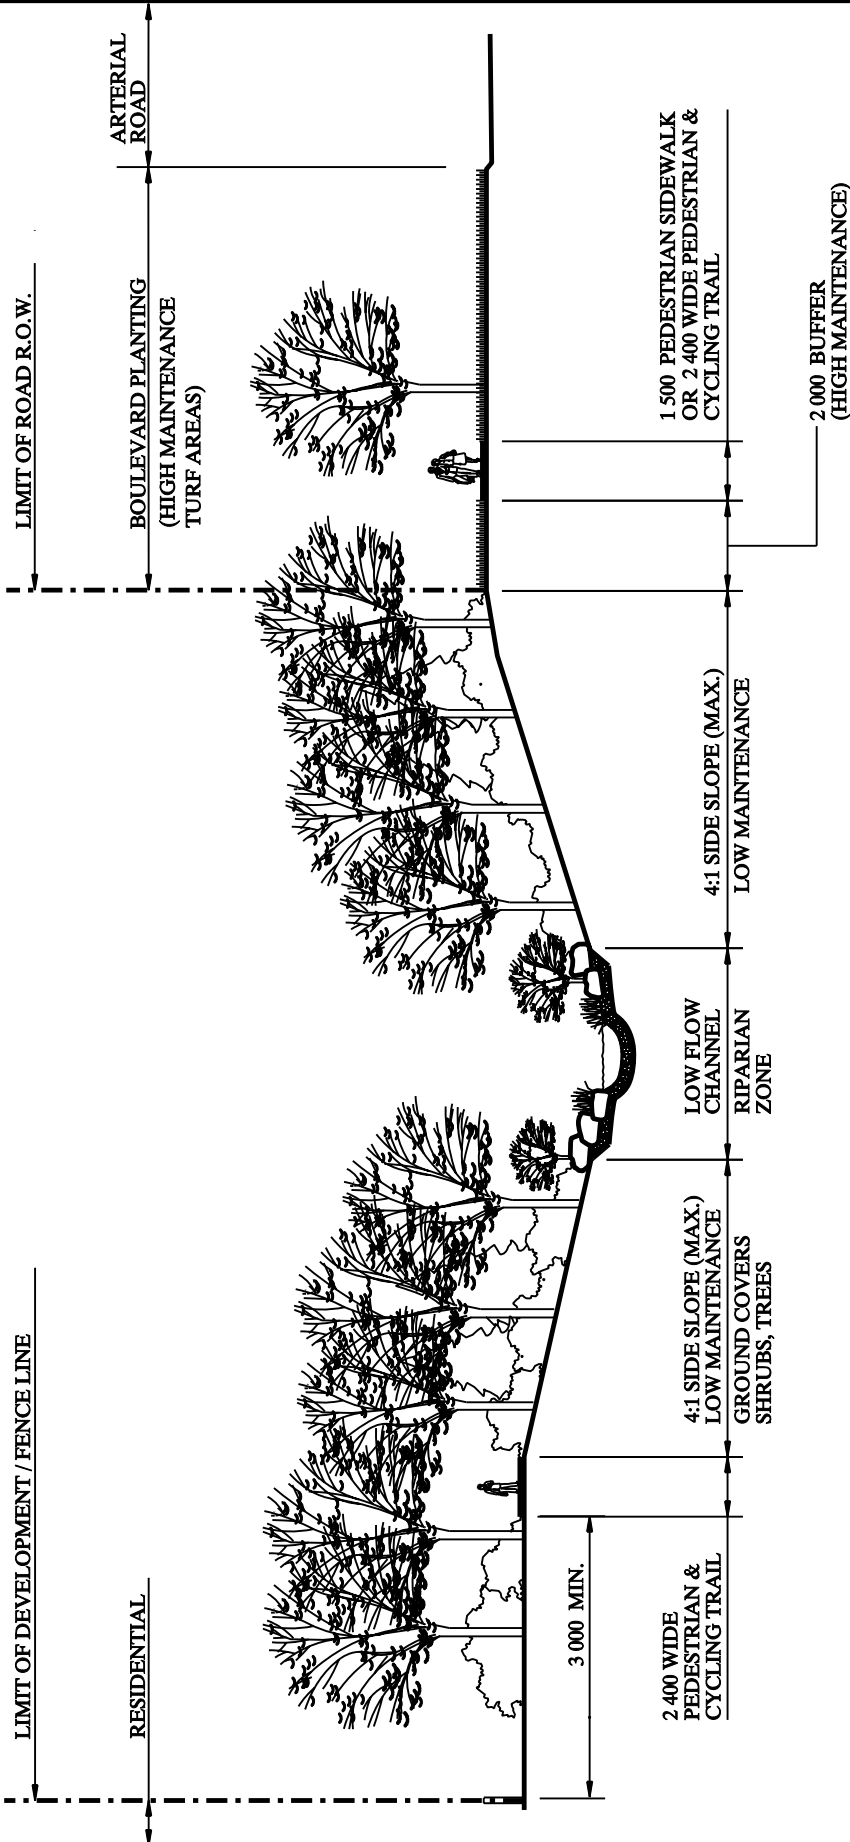 LIMIT OF DEVELOPMENT / FENCE LINE
LIMIT OF ROAD R.O.W.
RESIDENTIAL
BOULEVARD PLANTING
(HIGH MAINTENANCE
TURF AREAS)
ARTERIAL
ROAD
3 000 MIN.
2 400 WIDE
PEDESTRIAN &
CYCLING TRAIL
4:1 SIDE SLOPE (MAX.)
LOW MAINTENANCE
GROUND COVERS
SHRUBS, TREES
LOW FLOW
CHANNEL
RIPARIAN
ZONE
4:1 SIDE SLOPE (MAX.)
LOW MAINTENANCE
1 500 PEDESTRIAN SIDEWALK
OR 2 400 WIDE PEDESTRIAN &
CYCLING TRAIL
2 000 BUFFER
(HIGH MAINTENANCE)